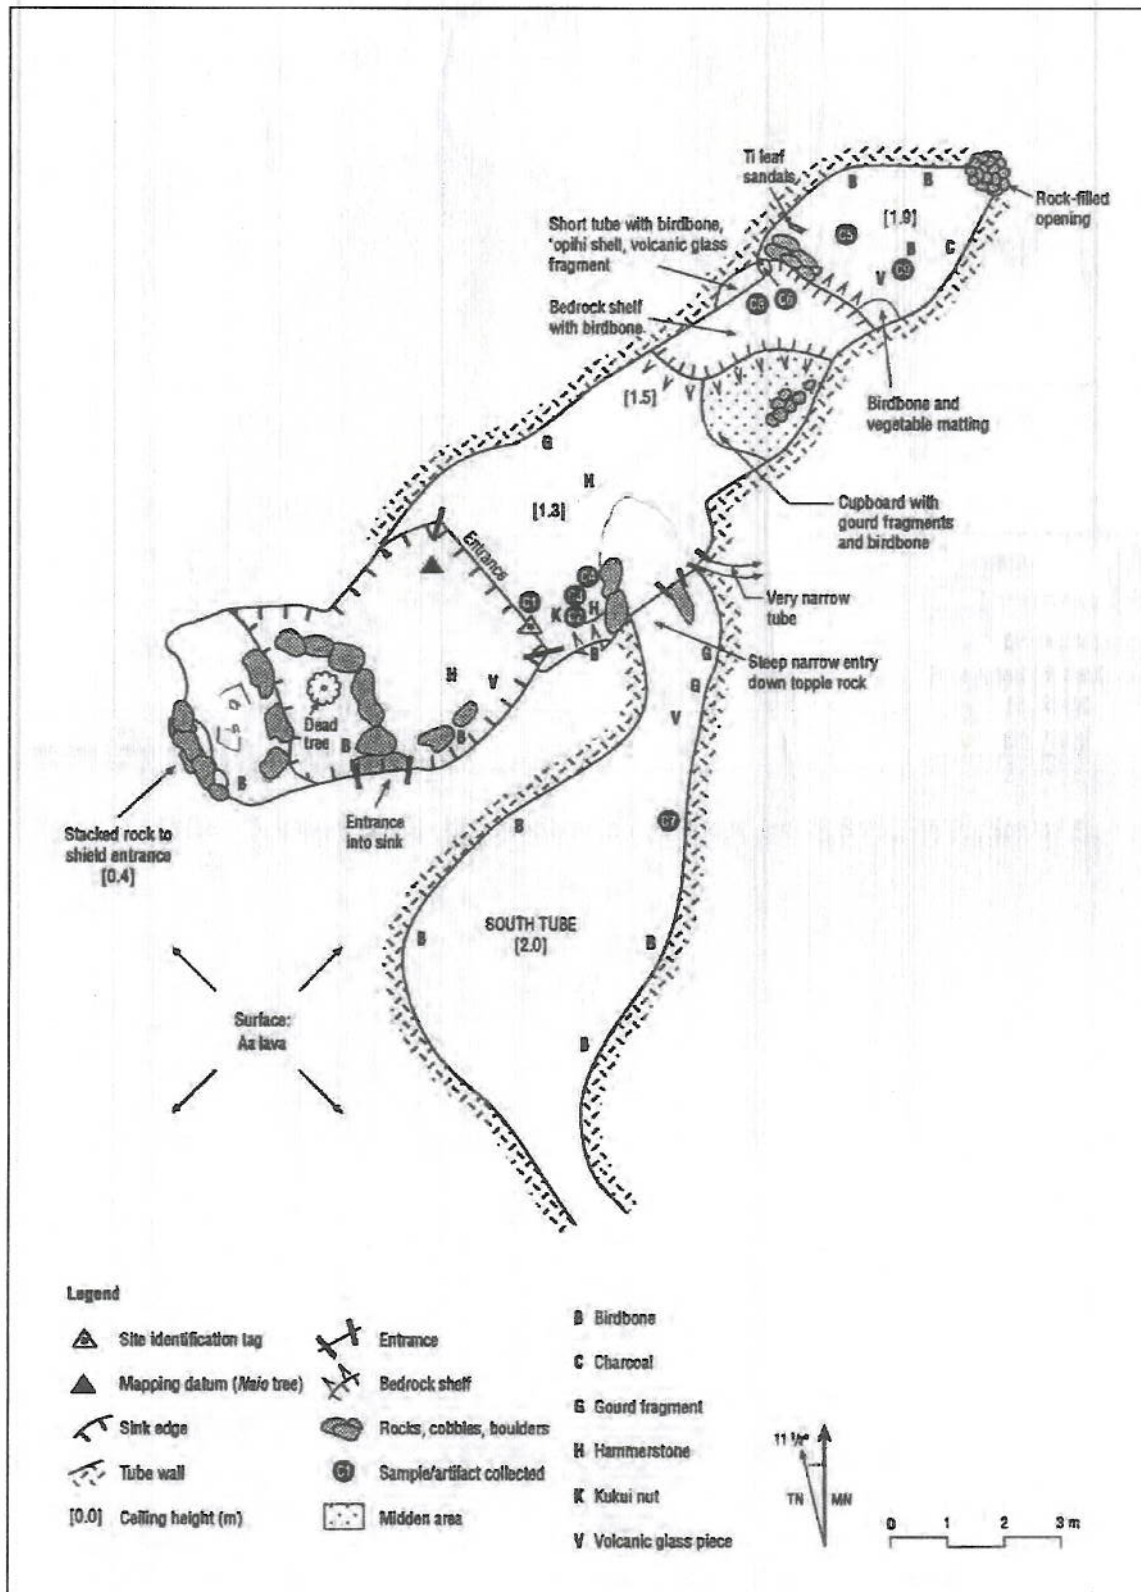 Ti leaf
sandals
B
B
Rock-filled
opening
[1.9]
Short tube with birdbone,
'opihi shell, volcanic glass
fragment
C5
B
C
C9
V
C8
C6
Bedrock shelf
with birdbone
[1.5]
Birdbone and
vegetable matting
G
H
[1.3]
Cupboard with
gourd fragments
and birdbone
Entrance
C1
C4
K
H
B
Very narrow
tube
Steep narrow entry
down topple rock
G
G
V
H
V
Dead
tree
B
B
B
Entrance
into sink
C7
B
Stacked rock to
shield entrance
[0.4]
SOUTH TUBE
[2.0]
B
B
Surface:
Aa lava
B
Legend
Site identification tag
Mapping datum (Naio tree)
Sink edge
Tube wall
[0.0] Ceiling height (m)
Entrance
Bedrock shelf
Rocks, cobbles, boulders
C1 Sample/artifact collected
Midden area
B Birdbone
C Charcoal
G Gourd fragment
H Hammerstone
K Kukui nut
V Volcanic glass piece
11 ½°
TN MN
0 1 2 3 m